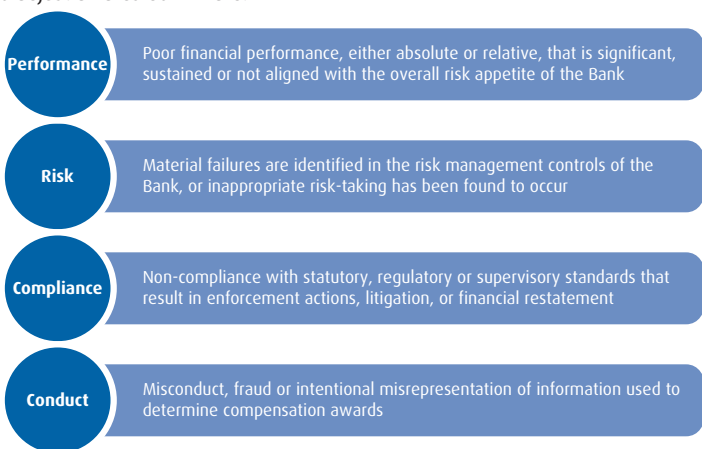 Performance
Poor financial performance, either absolute or relative, that is significant,
sustained or not aligned with the overall risk appetite of the Bank
Risk
Material failures are identified in the risk management controls of the
Bank, or inappropriate risk-taking has been found to occur
Compliance
Non-compliance with statutory, regulatory or supervisory standards that
result in enforcement actions, litigation, or financial restatement
Conduct
Misconduct, fraud or intentional misrepresentation of information used to
determine compensation awards